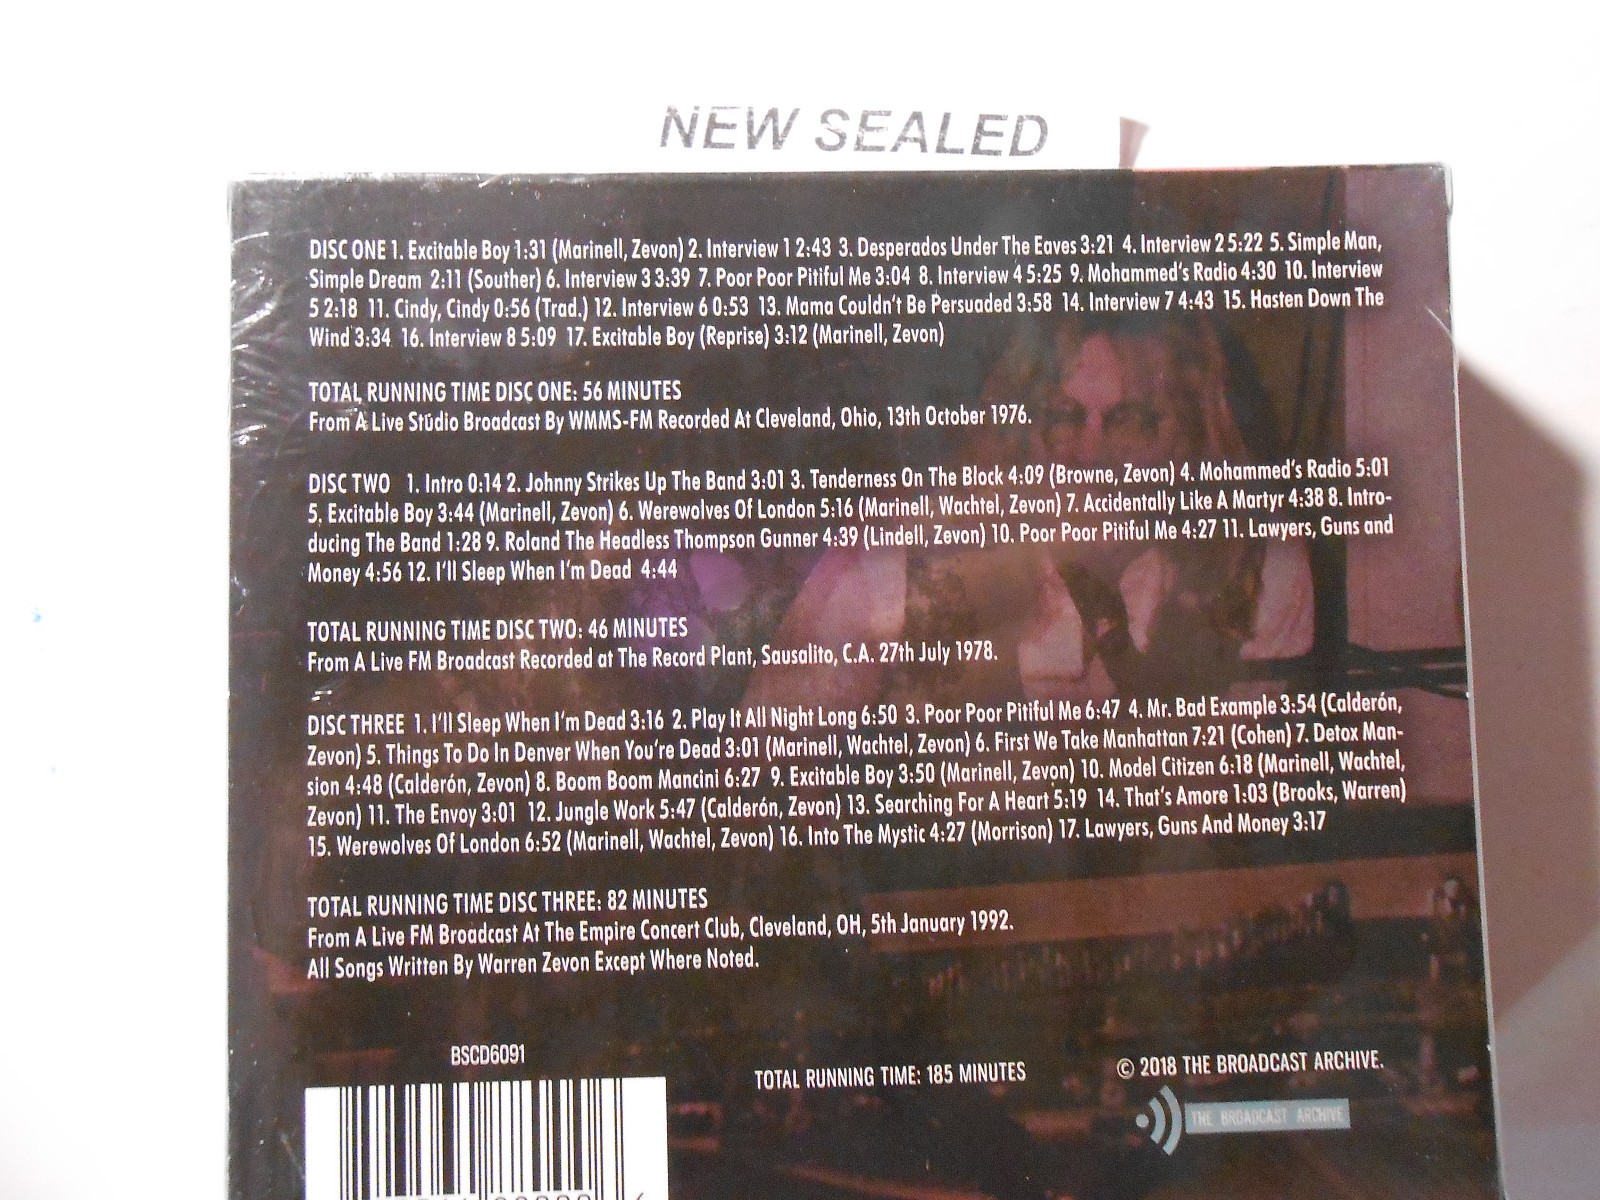 NEW SEALED
DISC ONE 1. Excitable Boy 1:31 (Marinell, Zevon) 2. Interview 1 2:43 3. Desperados Under The Eaves 3:21 4. Interview 2 5:22 5. Simple Man,
Simple Dream 2:11 (Souther) 6. Interview 3 3:39 7. Poor Poor Pitiful Me 3:04 8. Interview 4 5:25 9. Mohammed's Radio 4:30 10. Interview
5 2:18 11. Cindy, Cindy 0:56 (Trad.) 12. Interview 6 0:53 13. Mama Couldn't Be Persuaded 3:58 14. Interview 7 4:43 15. Hasten Down The
Wind 3:34 16. Interview 8 5:09 17. Excitable Boy (Reprise) 3:12 (Marinell, Zevon)
TOTAL RUNNING TIME DISC ONE: 56 MINUTES
From A Live Studio Broadcast By WMMS-FM Recorded At Cleveland, Ohio, 13th October 1976.
DISC TWO 1. Intro 0:14 2. Johnny Strikes Up The Band 3:01 3. Tenderness On The Block 4:09 (Browne, Zevon) 4. Mohammed's Radio 5:01
5. Excitable Boy 3:44 (Marinell, Zevon) 6. Werewolves Of London 5:16 (Marinell, Wachtel, Zevon) 7. Accidentally Like A Martyr 4:38 8. Intro-
ducing The Band 1:28 9. Roland The Headless Thompson Gunner 4:39 (Lindell, Zevon) 10. Poor Poor Pitiful Me 4:27 11. Lawyers, Guns and
Money 4:56 12. I'll Sleep When I'm Dead 4:44
TOTAL RUNNING TIME DISC TWO: 46 MINUTES
From A Live FM Broadcast Recorded at The Record Plant, Sausalito, C.A. 27th July 1978.
DISC THREE 1. I'll Sleep When I'm Dead 3:16 2. Play It All Night Long 6:50 3. Poor Poor Pitiful Me 6:47 4. Mr. Bad Example 3:54 (Calderón,
Zevon) 5. Things To Do In Denver When You're Dead 3:01 (Marinell, Wachtel, Zevon) 6. First We Take Manhattan 7:21 (Cohen) 7. Detox Man-
sion 4:48 (Calderón, Zevon) 8. Boom Boom Mancini 6:27 9. Excitable Boy 3:50 (Marinell, Zevon) 10. Model Citizen 6:18 (Marinell, Wachtel,
Zevon) 11. The Envoy 3:01 12. Jungle Work 5:47 (Calderón, Zevon) 13. Searching For A Heart 5:19 14. That's Amore 1:03 (Brooks, Warren)
15. Werewolves Of London 6:52 (Marinell, Wachtel, Zevon) 16. Into The Mystic 4:27 (Morrison) 17. Lawyers, Guns And Money 3:17
TOTAL RUNNING TIME DISC THREE: 82 MINUTES
From A Live FM Broadcast At The Empire Concert Club, Cleveland, OH, 5th January 1992.
All Songs Written By Warren Zevon Except Where Noted.
BSCD6091
TOTAL RUNNING TIME: 185 MINUTES
© 2018 THE BROADCAST ARCHIVE.
THE BROADCAST ARCHIVE